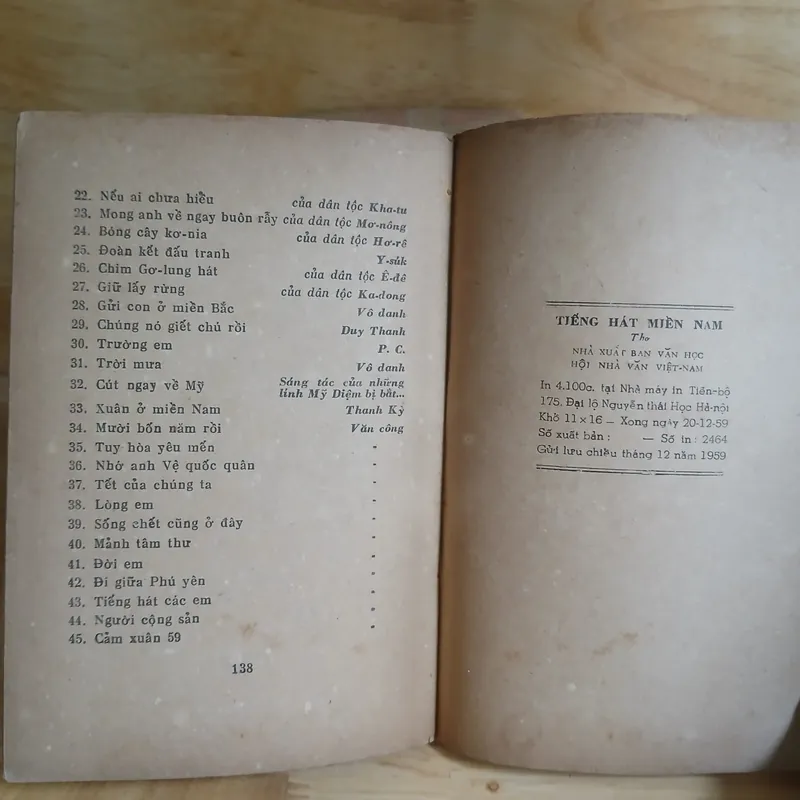 22. Nếu ai chưa hiều của dân tộc Kha-tu
23. Mong anh về ngay buôn rẫy của dân tộc Mơ-nông
24. Bóng cây kơ-nia của dân tộc Hơ-rê
25. Đoàn kết đấu tranh Y-súk
26. Chim Gơ-lung hát của dân tộc Ê-đê
27. Giữ lấy rừng của dân tộc Ka-dong
28. Gửi con ở miền Bắc Vô danh
29. Chúng nó giết chú rồi Duy Thanh
30. Trường em P. C.
31. Trời mưa Vô danh
32. Cút ngay về Mỹ Sáng tác của những
lính Mỹ Diệm bị bắt...
33. Xuân ở miền Nam Thanh Kỳ
34. Mười bốn năm rồi Văn công
35. Tuy hòa yêu mến "
36. Nhớ anh Vệ quốc quân "
37. Tết của chúng ta "
38. Lòng em "
39. Sống chết cũng ở đây "
40. Mảnh tâm thư "
41. Đời em "
42. Đi giữa Phú yên "
43. Tiếng hát các em "
44. Người cộng sản "
45. Cảm xuân 59
138
TIẾNG HÁT MIỀN NAM
Thơ
NHÀ XUẤT BẢN VĂN HỌC
HỘI NHÀ VĂN VIỆT-NAM
In 4.100c. tại Nhà máy in Tiến-bộ
175. Đại lộ Nguyễn thái Học Hà-nội
Khổ 11 × 16 — Xong ngày 20-12-59
Số xuất bản : — Số in : 2464
Gửi lưu chiều tháng 12 năm 1959